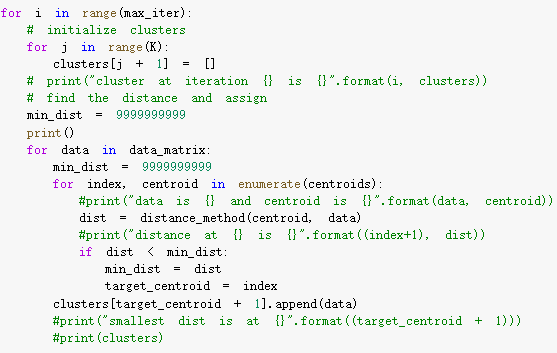 for i in range(max_iter):
    # initialize clusters
    for j in range(K):
        clusters[j + 1] = []
    # print("cluster at iteration {} is {}".format(i, clusters))
    # find the distance and assign
    min_dist = 9999999999
    print()
    for data in data_matrix:
        min_dist = 9999999999
        for index, centroid in enumerate(centroids):
            #print("data is {} and centroid is {}".format(data, centroid))
            dist = distance_method(centroid, data)
            #print("distance at {} is {}".format((index+1), dist))
            if dist < min_dist:
                min_dist = dist
                target_centroid = index
        clusters[target_centroid + 1].append(data)
        #print("smallest dist is at {}".format((target_centroid + 1)))
        #print(clusters)